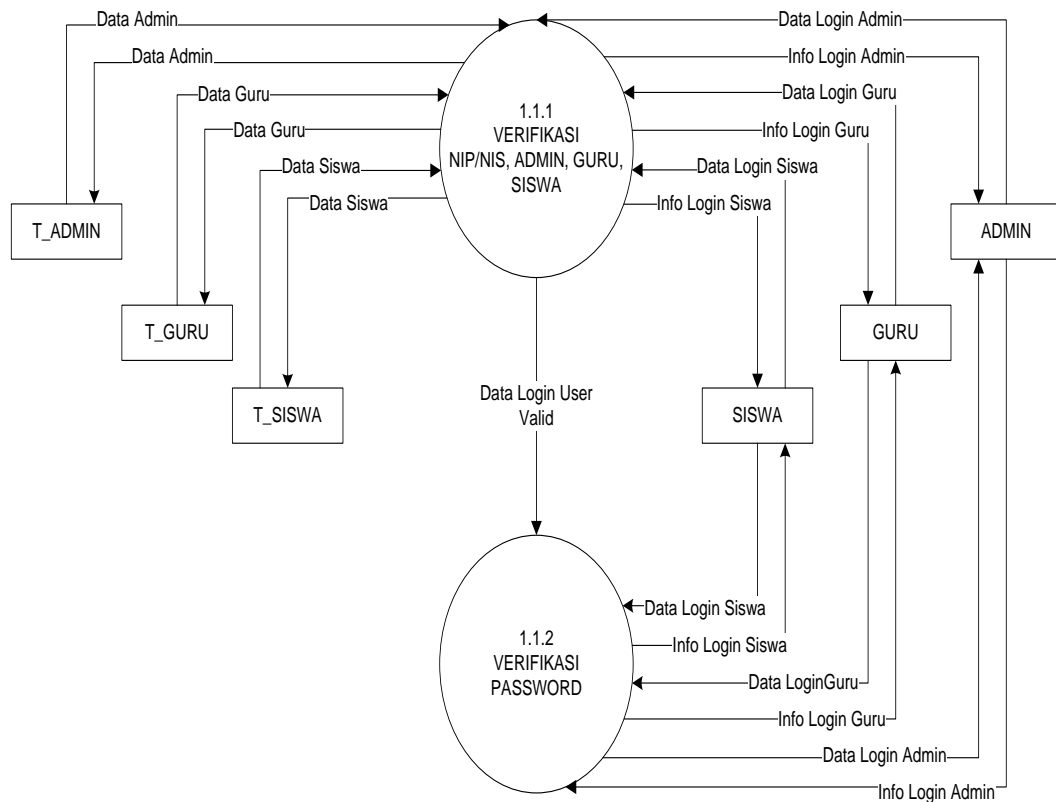 Data Admin
Data Login Admin
Data Admin
Info Login Admin
Data Guru
Data Login Guru
1.1.1
VERIFIKASI
NIP/NIS, ADMIN, GURU,
SISWA
Data Guru
Info Login Guru
Data Siswa
Data Login Siswa
Data Siswa
Info Login Siswa
T_ADMIN
ADMIN
T_GURU
GURU
T_SISWA
Data Login User
Valid
SISWA
Data Login Siswa
1.1.2
VERIFIKASI
PASSWORD
Info Login Siswa
Data LoginGuru
Info Login Guru
Data Login Admin
Info Login Admin